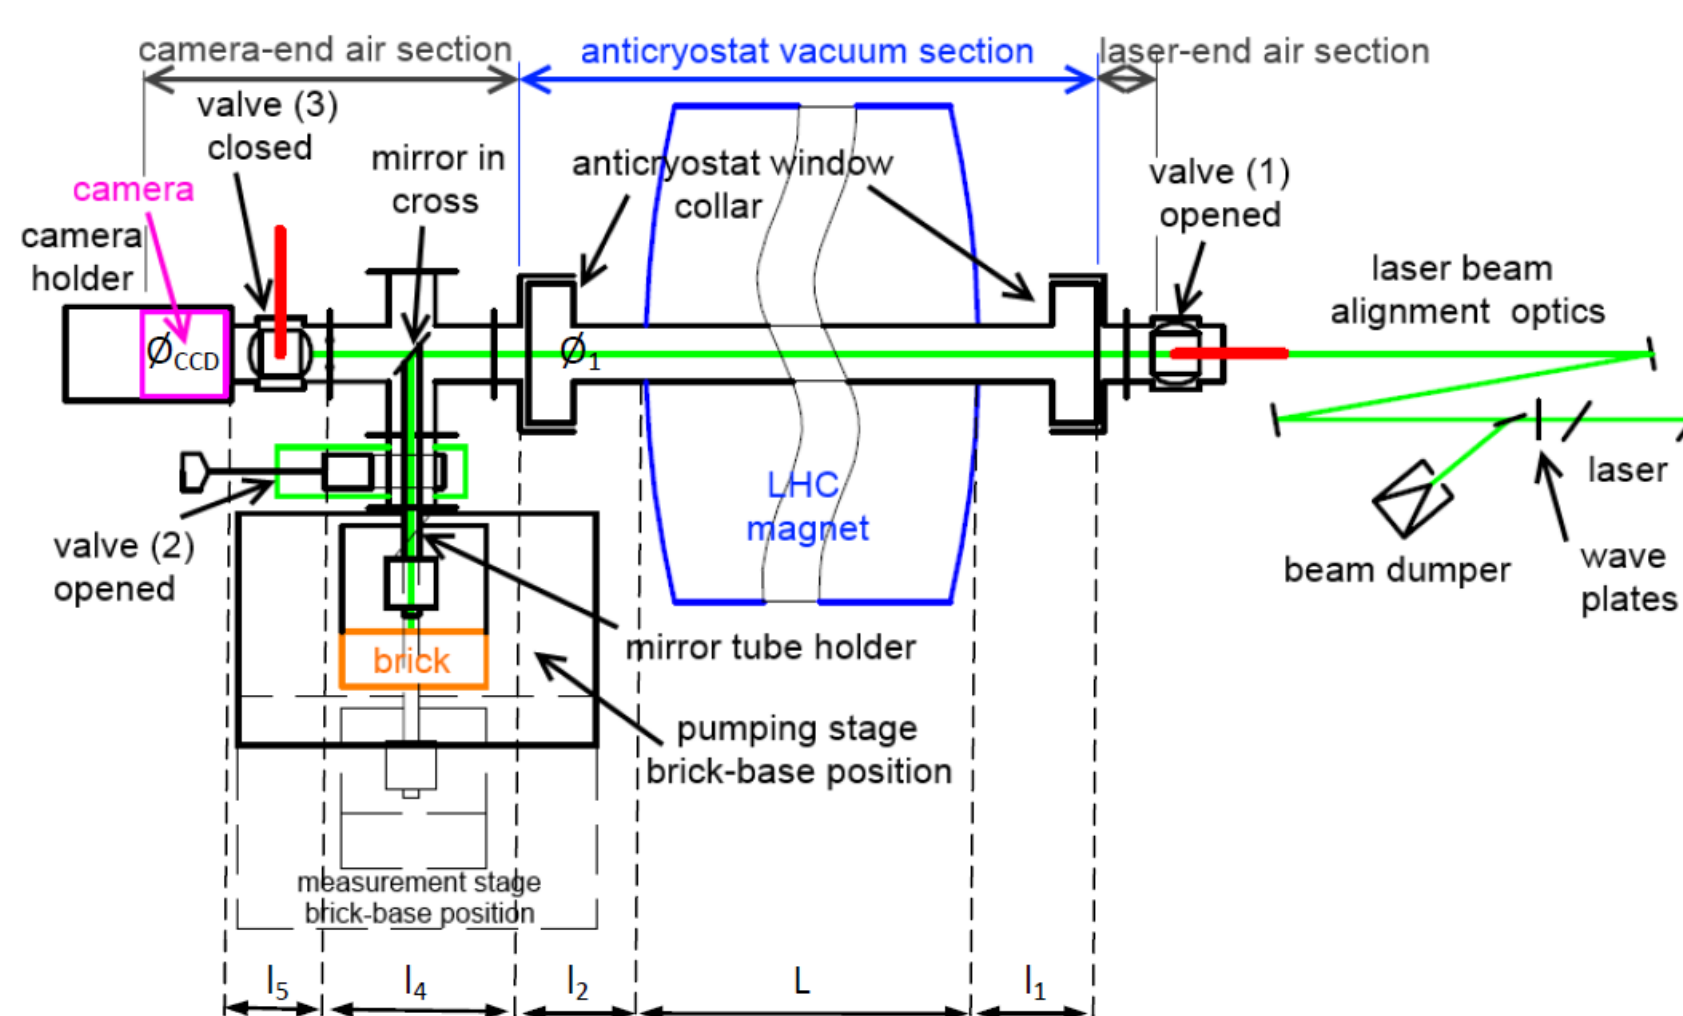 camera-end air section
anticryostat vacuum section
laser-end air section
valve (3)
closed
mirror in
cross
anticryostat window
collar
valve (1)
opened
camera
camera
holder
laser beam
alignment optics
ØCCD
Ø1
LHC
magnet
laser
valve (2)
opened
beam dumper
wave
plates
mirror tube holder
brick
pumping stage
brick-base position
measurement stage
brick-base position
l5
l4
l2
L
l1